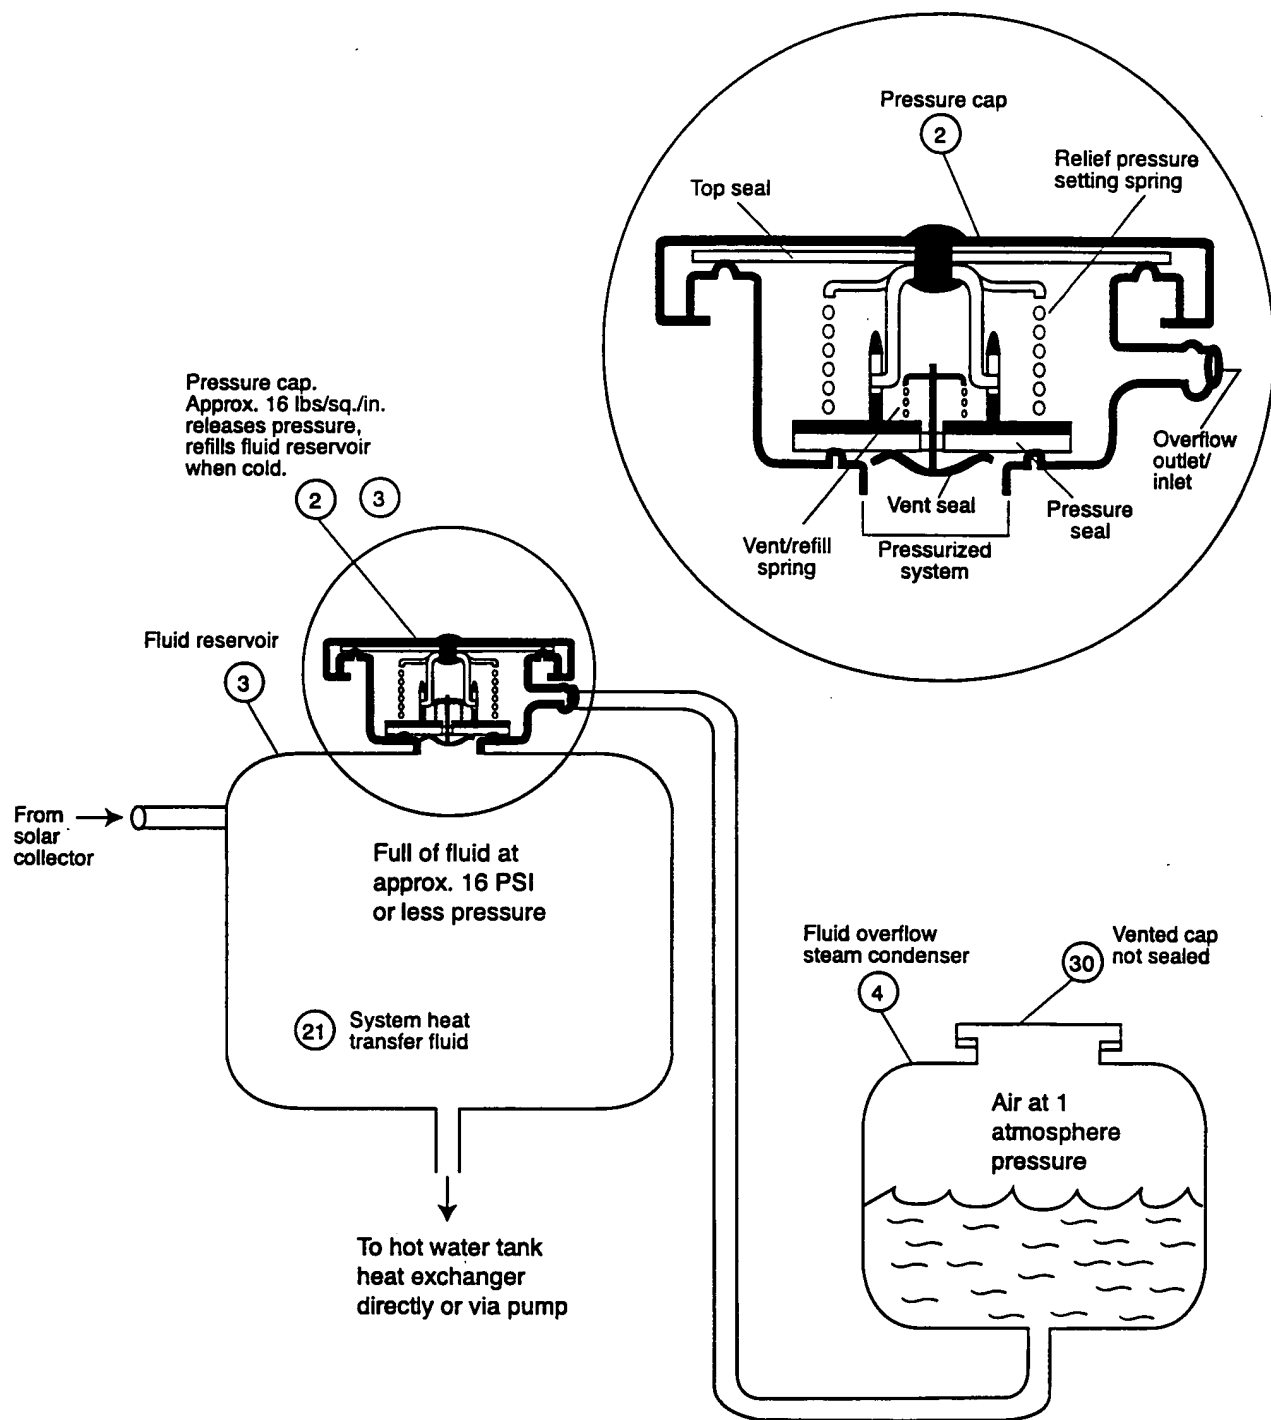 Pressure cap
2
Relief pressure
setting spring
Top seal
Overflow
outlet/
inlet
Vent seal
Pressure
seal
Vent/refill
spring
Pressurized
system
Pressure cap.
Approx. 16 lbs/sq./in.
releases pressure,
refills fluid reservoir
when cold.
2
3
Fluid reservoir
3
From
solar
collector
Full of fluid at
approx. 16 PSI
or less pressure
21
System heat
transfer fluid
To hot water tank
heat exchanger
directly or via pump
Fluid overflow
steam condenser
4
30
Vented cap
not sealed
Air at 1
atmosphere
pressure